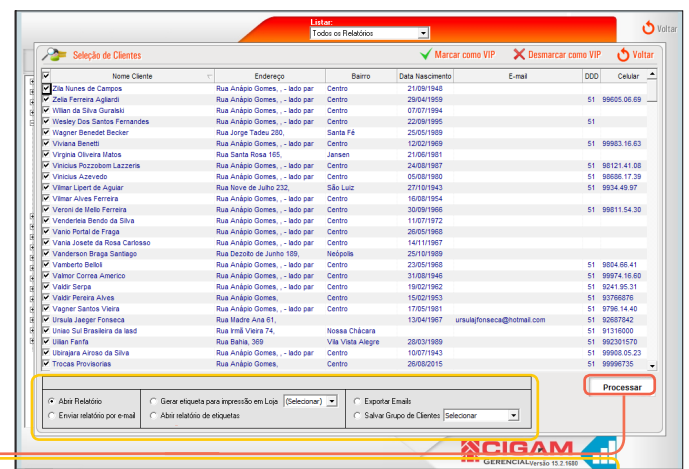 Listar:
Todos os Relatórios
Voltar
Seleção de Clientes Marcar como VIP Desmarcar como VIP Voltar
Nome Cliente Endereço Bairro Data Nascimento E-mail DDD Celular
Zila Nunes de Campos Rua Anápio Gomes, , - lado par Centro 21/09/1948
Zelia Ferreira Agliardi Rua Anápio Gomes, , - lado par Centro 29/04/1959 51 99605.06.69
Wilian da Silva Guralski Rua Anápio Gomes, , - lado par Centro 07/07/1994
Wesley Dos Santos Fernandes Rua Anápio Gomes, , - lado par Centro 22/09/1995 51
Wagner Benedet Becker Rua Jorge Tadeu 280, Santa Fé 25/05/1989
Viviana Benetti Rua Anápio Gomes, , - lado par Centro 12/02/1969 51 99983.16.63
Virginia Oliveira Matos Rua Santa Rosa 165, Jansen 21/06/1981
Vinicius Pozzobom Lazzeris Rua Anápio Gomes, , - lado par Centro 24/08/1987 51 98121.41.08
Vinicius Azevedo Rua Anápio Gomes, , - lado par Centro 05/08/1980 51 98686.17.39
Vilmar Lipert de Aguiar Rua Nove de Julho 232, São Luiz 27/10/1943 51 9934.49.97
Vilmar Alves Ferreira Rua Anápio Gomes, , - lado par Centro 16/08/1954
Veroni de Mello Ferreira Rua Anápio Gomes, , - lado par Centro 30/09/1966 51 99811.54.30
Venderleia Bendo da Silva Rua Anápio Gomes, , - lado par Centro 11/07/1972
Vanio Portal de Fraga Rua Anápio Gomes, , - lado par Centro 26/05/1968
Vania Josete da Rosa Carlosso Rua Anápio Gomes, , - lado par Centro 14/11/1967
Vanderson Braga Santiago Rua Dezoito de Junho 189, Neópolis 25/10/1989
Vamberto Belloli Rua Anápio Gomes, , - lado par Centro 23/05/1968 51 9804.66.41
Valmor Correa Americo Rua Anápio Gomes, , - lado par Centro 31/08/1946 51 99974.16.60
Valdir Serpa Rua Anápio Gomes, , - lado par Centro 19/02/1962 51 9241.95.31
Valdir Pereira Alves Rua Anápio Gomes, Centro 15/02/1953 51 93766876
Vagner Santos Vieira Rua Anápio Gomes, , - lado par Centro 17/05/1981 51 9796.14.40
Ursula Jaeger Fonseca Rua Madre Ana 61, 13/04/1967 ursulajfonseca@hotmail.com 51 92687842
Uniao Sul Brasileira da Iasd Rua Irmã Vieira 74, Nossa Chácara 51 91316000
Uilian Fanfa Rua Bahia, 369 Vila Vista Alegre 28/03/1989 51 992301570
Ubirajara Airoso da Silva Rua Anápio Gomes, , - lado par Centro 10/07/1943 51 99908.05.23
Trocas Provisorias Rua Anápio Gomes, Centro 26/08/2015 51 99996735
Processar
Abrir Relatório Gerar etiqueta para impressão em Loja (Selecionar) Exportar Emails
Enviar relatório por e-mail Abrir relatório de etiquetas Salvar Grupo de Clientes Selecionar
CIGAM
GERENCIAL Versão 15.2.1680